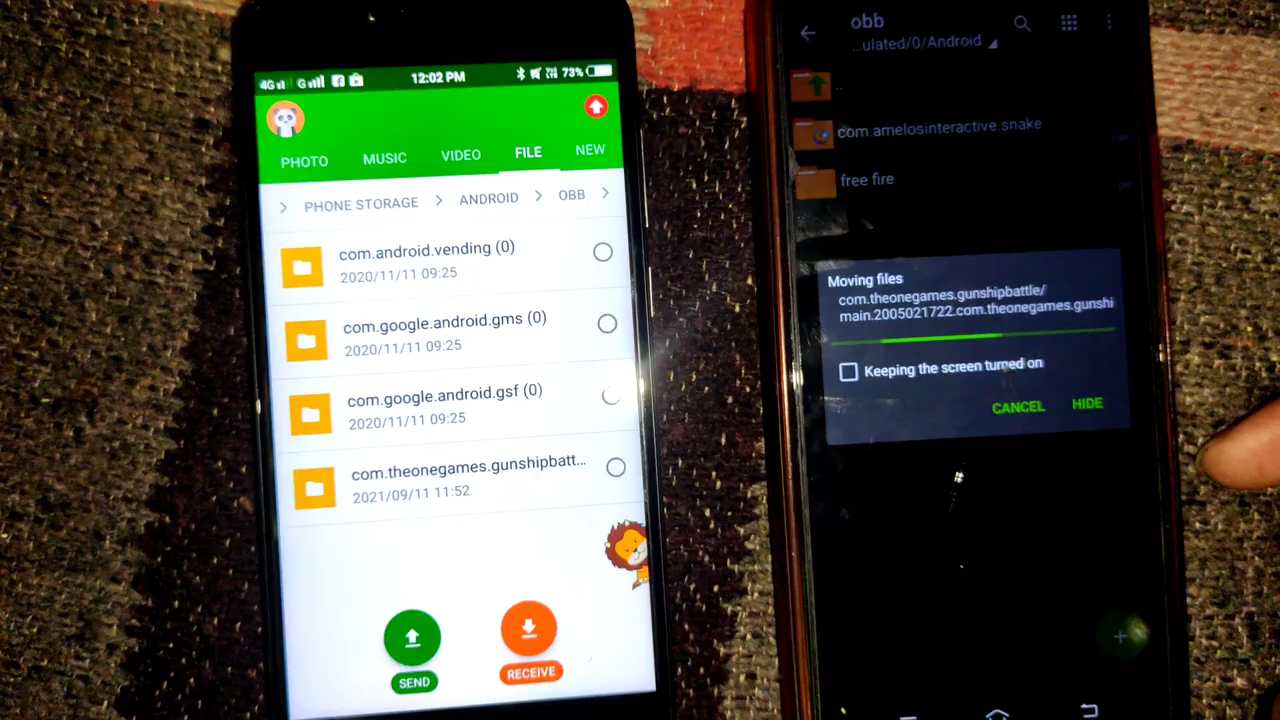 4G G 12:02 PM 73%
PHOTO MUSIC VIDEO FILE NEW
PHONE STORAGE ANDROID OBB
com.android.vending (0)
2020/11/11 09:25
com.google.android.gms (0)
2020/11/11 09:25
com.google.android.gsf (0)
2020/11/11 09:25
com.theonegames.gunshipbatt...
2021/09/11 11:52
SEND
RECEIVE
obb
...ulated/0/Android
..
com.amelosinteractive.snake
free fire
Moving files
com.theonegames.gunshipbattle/
main.2005021722.com.theonegames.gunshi
Keeping the screen turned on
CANCEL HIDE